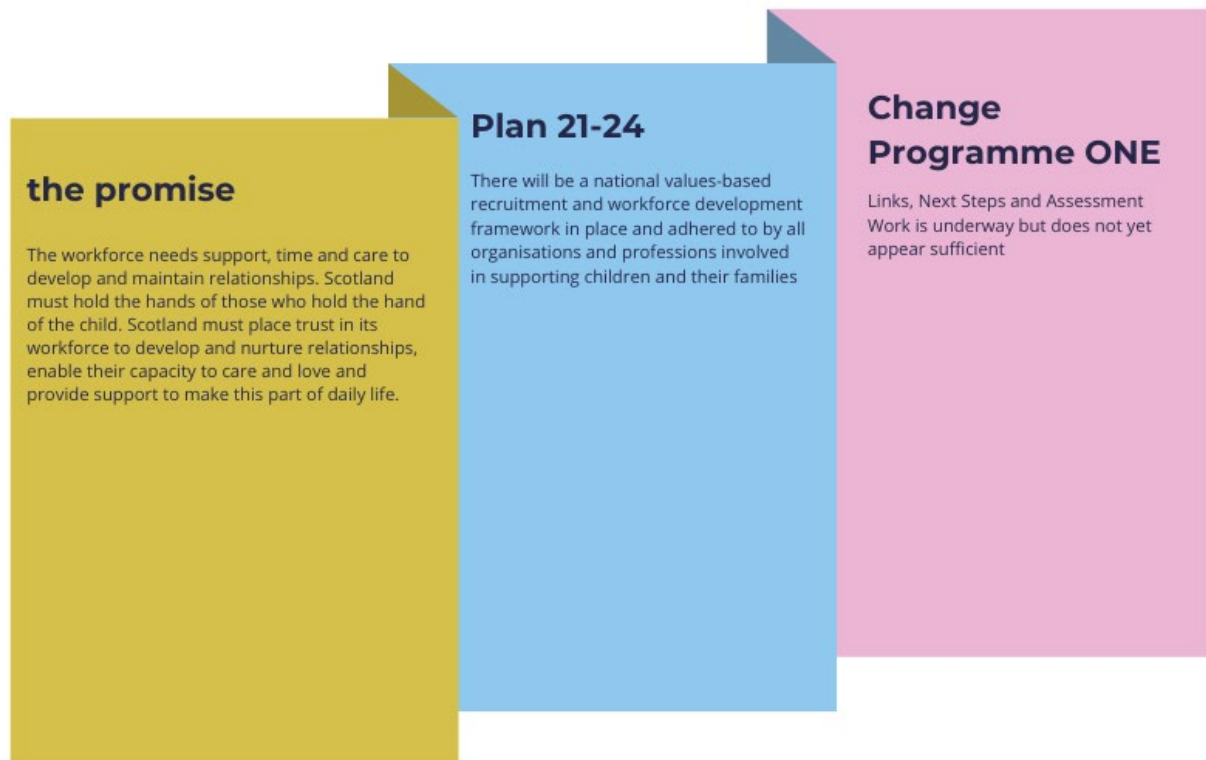 the promise
The workforce needs support, time and care to
develop and maintain relationships. Scotland
must hold the hands of those who hold the hand
of the child. Scotland must place trust in its
workforce to develop and nurture relationships,
enable their capacity to care and love and
provide support to make this part of daily life.
Plan 21-24
There will be a national values-based
recruitment and workforce development
framework in place and adhered to by all
organisations and professions involved
in supporting children and their families
Change
Programme ONE
Links, Next Steps and Assessment
Work is underway but does not yet
appear sufficient